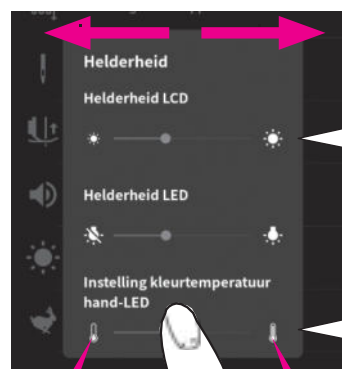 Helderheid
Helderheid LCD
Helderheid LED
Instelling kleurtemperatuur
hand-LED